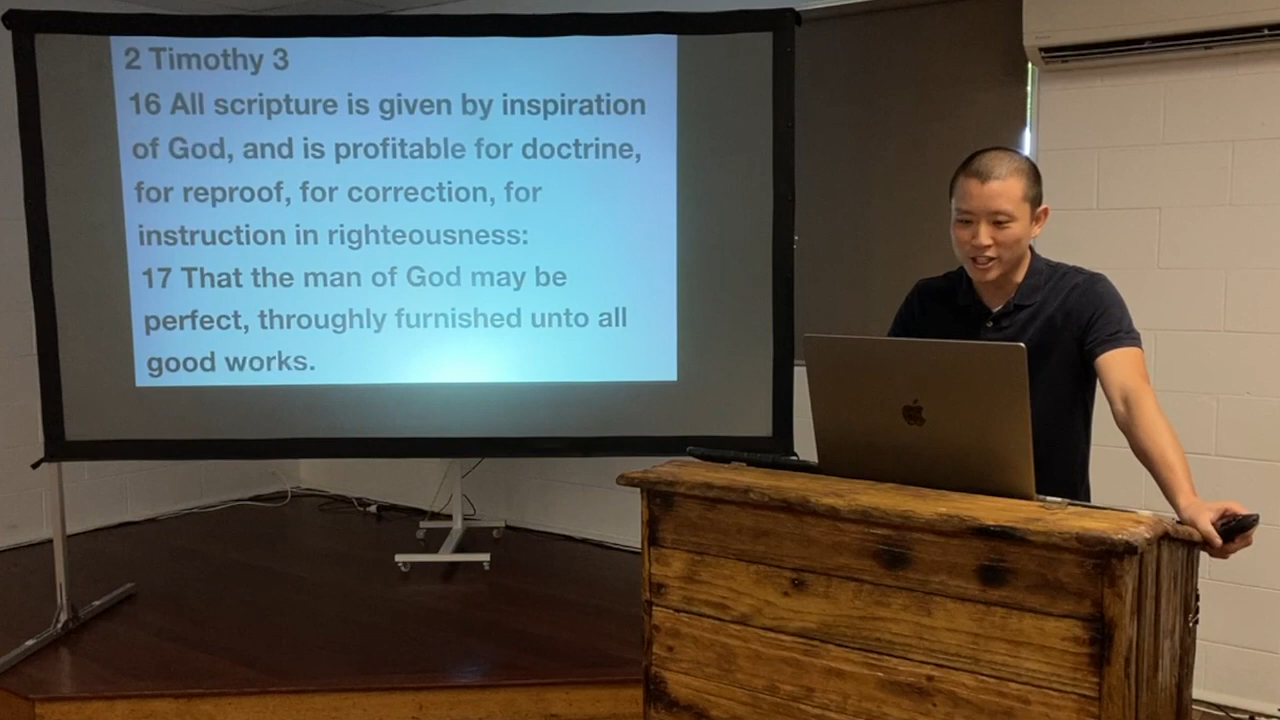 2 Timothy 3
16 All scripture is given by inspiration
of God, and is profitable for doctrine,
for reproof, for correction, for
instruction in righteousness:
17 That the man of God may be
perfect, throughly furnished unto all
good works.